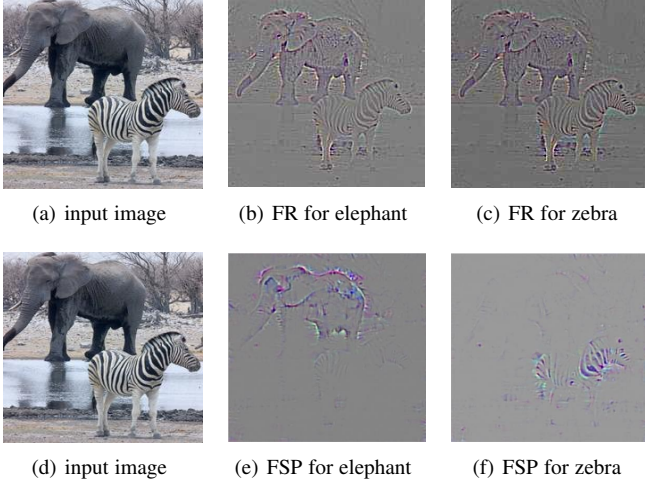 (a) input image
(b) FR for elephant
(c) FR for zebra
(d) input image
(e) FSP for elephant
(f) FSP for zebra